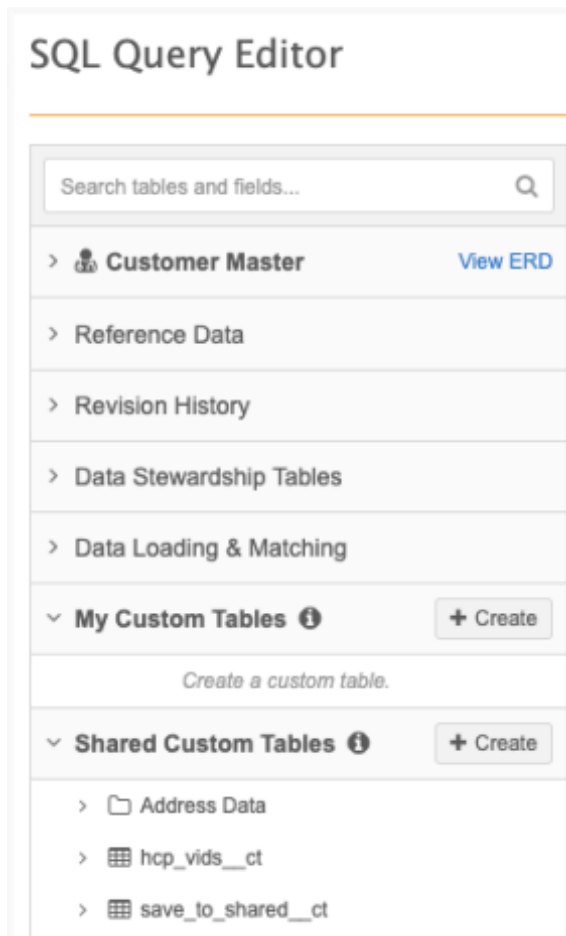 SQL Query Editor
Search tables and fields...
Customer Master View ERD
Reference Data
Revision History
Data Stewardship Tables
Data Loading & Matching
My Custom Tables + Create
Create a custom table.
Shared Custom Tables + Create
Address Data
hcp_vids__ct
save_to_shared__ct